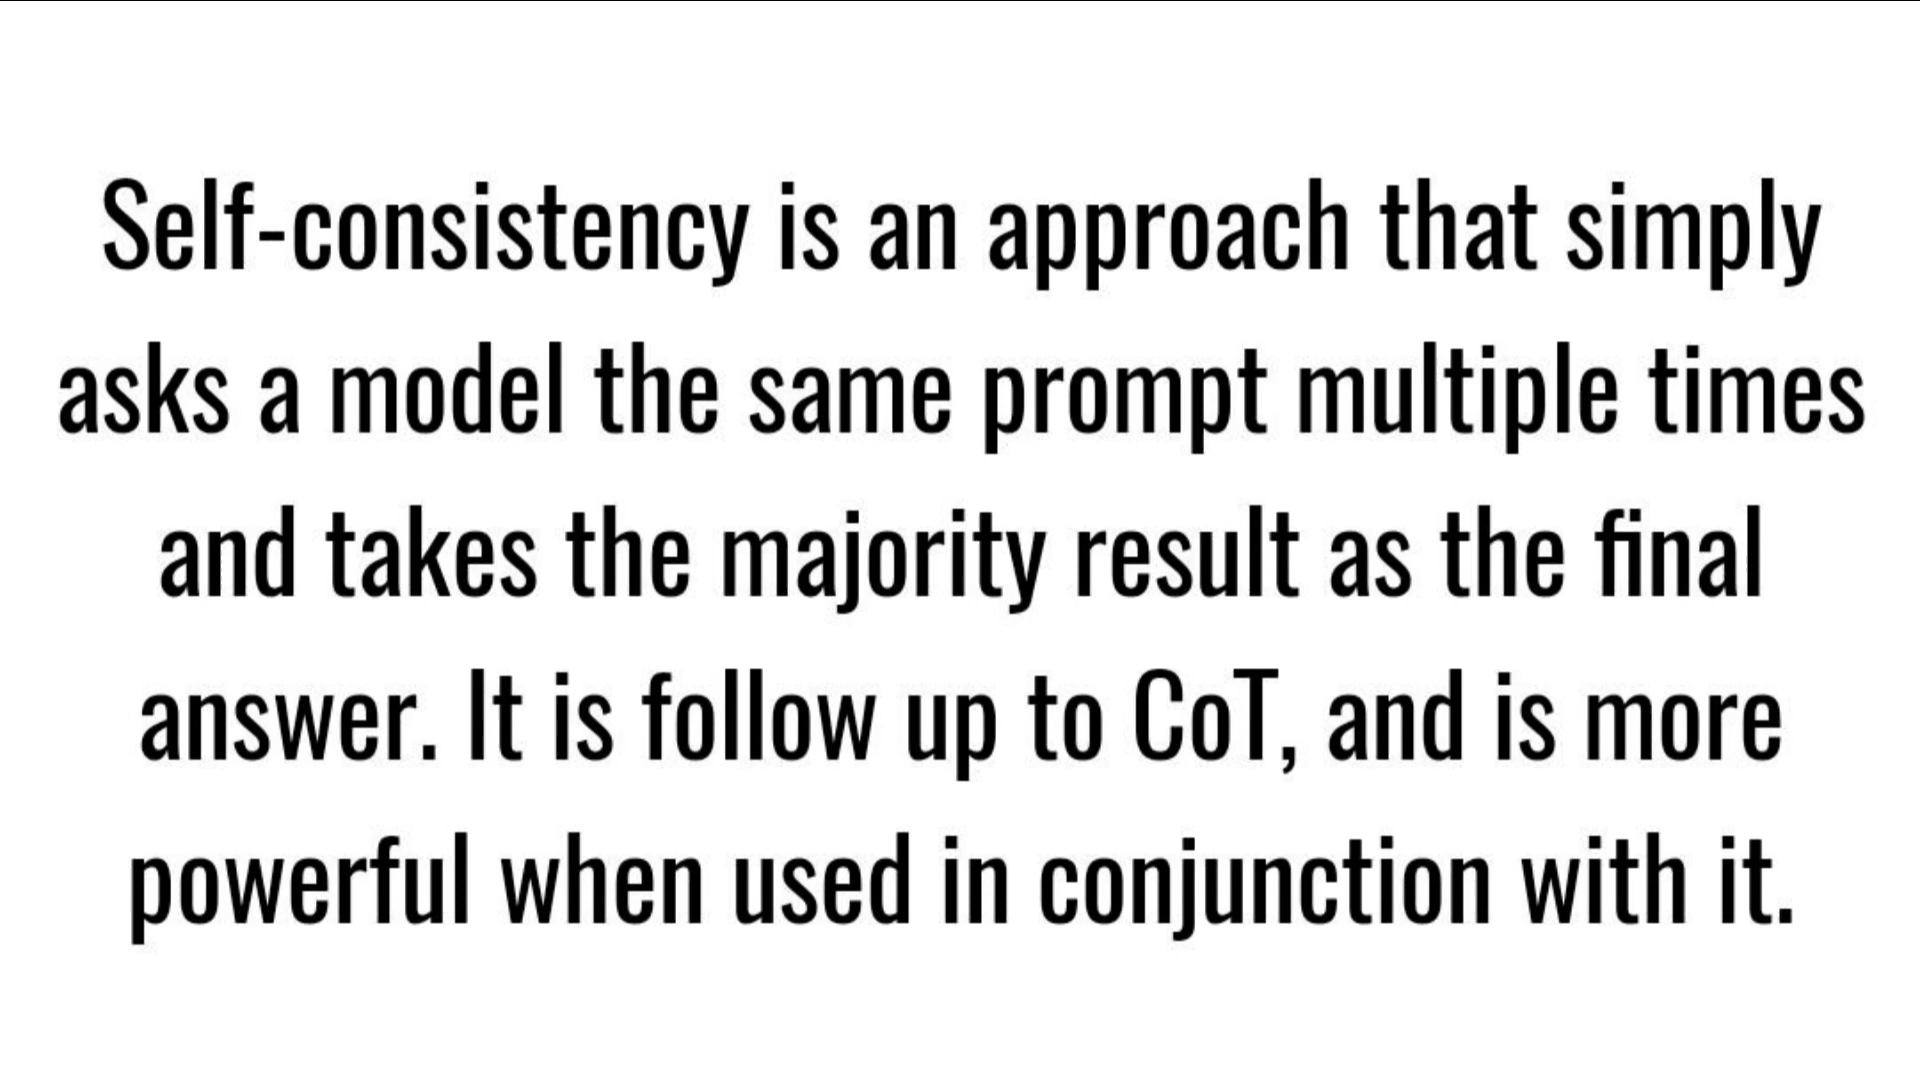 Self-consistency is an approach that simply
asks a model the same prompt multiple times
and takes the majority result as the final
answer. It is follow up to CoT, and is more
powerful when used in conjunction with it.